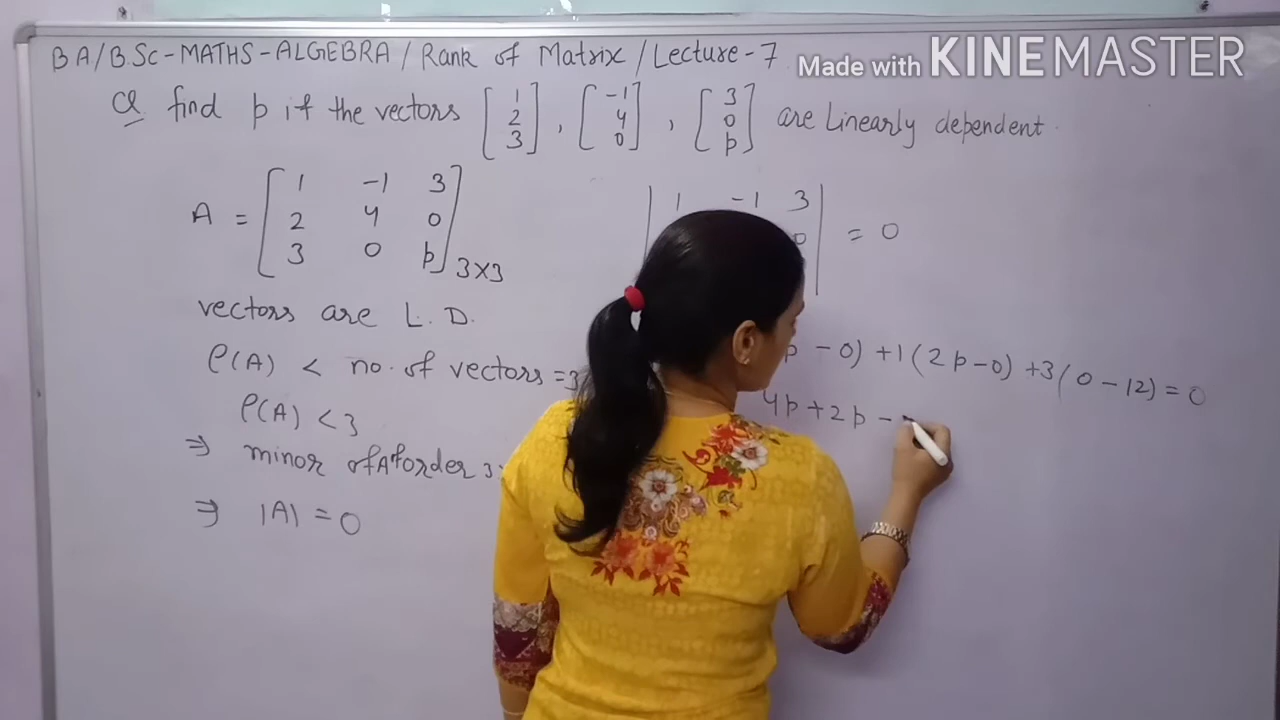 BA/B.Sc-MATHS-ALGEBRA/Rank of Matrix/Lecture-7
Made with KINEMASTER
Q find p if the vectors [1 2 3], [-1 4 0], [3 0 p] are Linearly dependent.
A = [1 -1 3
2 4 0
3 0 p] 3x3
vectors are L.D.
ρ(A) < no. of vectors = 3
ρ(A) < 3
⇒ minor of A of order 3
⇒ |A| = 0
| 1 -1 3 |
0 | = 0
p - 0) + 1 (2p - 0) + 3(0 - 12) = 0
4p + 2p -